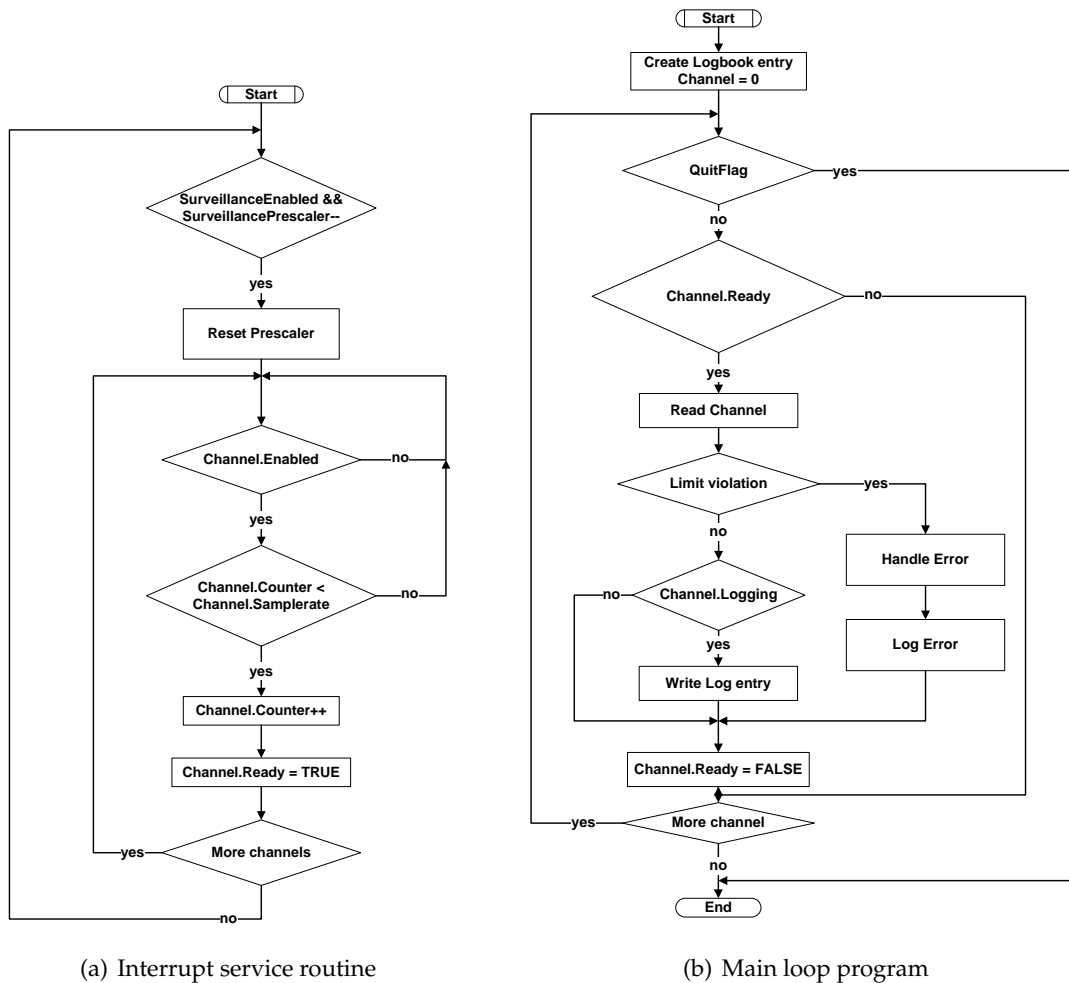 Start
SurveillanceEnabled &&
SurveillancePrescaler--
yes
Reset Prescaler
Channel.Enabled
no
yes
Channel.Counter <
Channel.Samplerate
no
yes
Channel.Counter++
Channel.Ready = TRUE
More channels
yes
no
(a) Interrupt service routine
Start
Create Logbook entry
Channel = 0
QuitFlag
yes
no
Channel.Ready
no
yes
Read Channel
Limit violation
yes
no
Handle Error
Channel.Logging
no
Log Error
yes
Write Log entry
Channel.Ready = FALSE
More channel
yes
no
End
(b) Main loop program